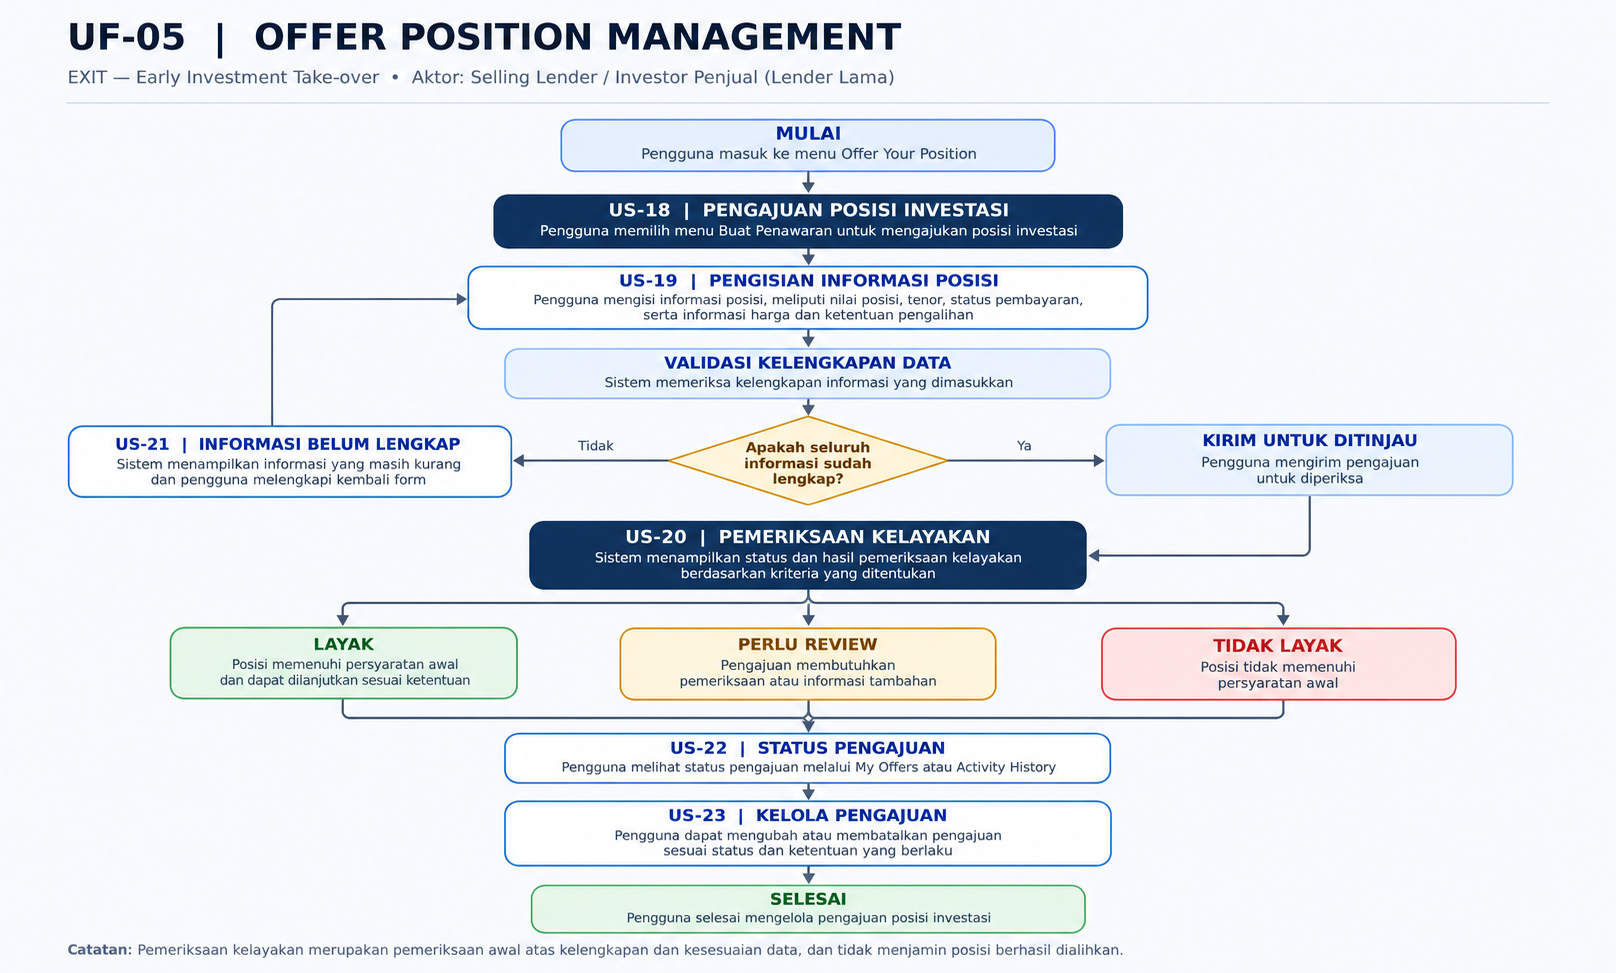 UF-05 | OFFER POSITION MANAGEMENT
EXIT — Early Investment Take-over • Aktor: Selling Lender / Investor Penjual (Lender Lama)
MULAI
Pengguna masuk ke menu Offer Your Position
US-18 | PENGAJUAN POSISI INVESTASI
Pengguna memilih menu Buat Penawaran untuk mengajukan posisi investasi
US-19 | PENGISIAN INFORMASI POSISI
Pengguna mengisi informasi posisi, meliputi nilai posisi, tenor, status pembayaran,
serta informasi harga dan ketentuan pengalihan
VALIDASI KELENGKAPAN DATA
Sistem memeriksa kelengkapan informasi yang dimasukkan
US-21 | INFORMASI BELUM LENGKAP
Sistem menampilkan informasi yang masih kurang
dan pengguna melengkapi kembali form
Tidak
Apakah seluruh
informasi sudah
lengkap?
Ya
KIRIM UNTUK DITINJAU
Pengguna mengirim pengajuan
untuk diperiksa
US-20 | PEMERIKSAAN KELAYAKAN
Sistem menampilkan status dan hasil pemeriksaan kelayakan
berdasarkan kriteria yang ditentukan
LAYAK
Posisi memenuhi persyaratan awal
dan dapat dilanjutkan sesuai ketentuan
PERLU REVIEW
Pengajuan membutuhkan
pemeriksaan atau informasi tambahan
TIDAK LAYAK
Posisi tidak memenuhi
persyaratan awal
US-22 | STATUS PENGAJUAN
Pengguna melihat status pengajuan melalui My Offers atau Activity History
US-23 | KELOLA PENGAJUAN
Pengguna dapat mengubah atau membatalkan pengajuan
sesuai status dan ketentuan yang berlaku
SELESAI
Pengguna selesai mengelola pengajuan posisi investasi
Catatan: Pemeriksaan kelayakan merupakan pemeriksaan awal atas kelengkapan dan kesesuaian data, dan tidak menjamin posisi berhasil dialihkan.